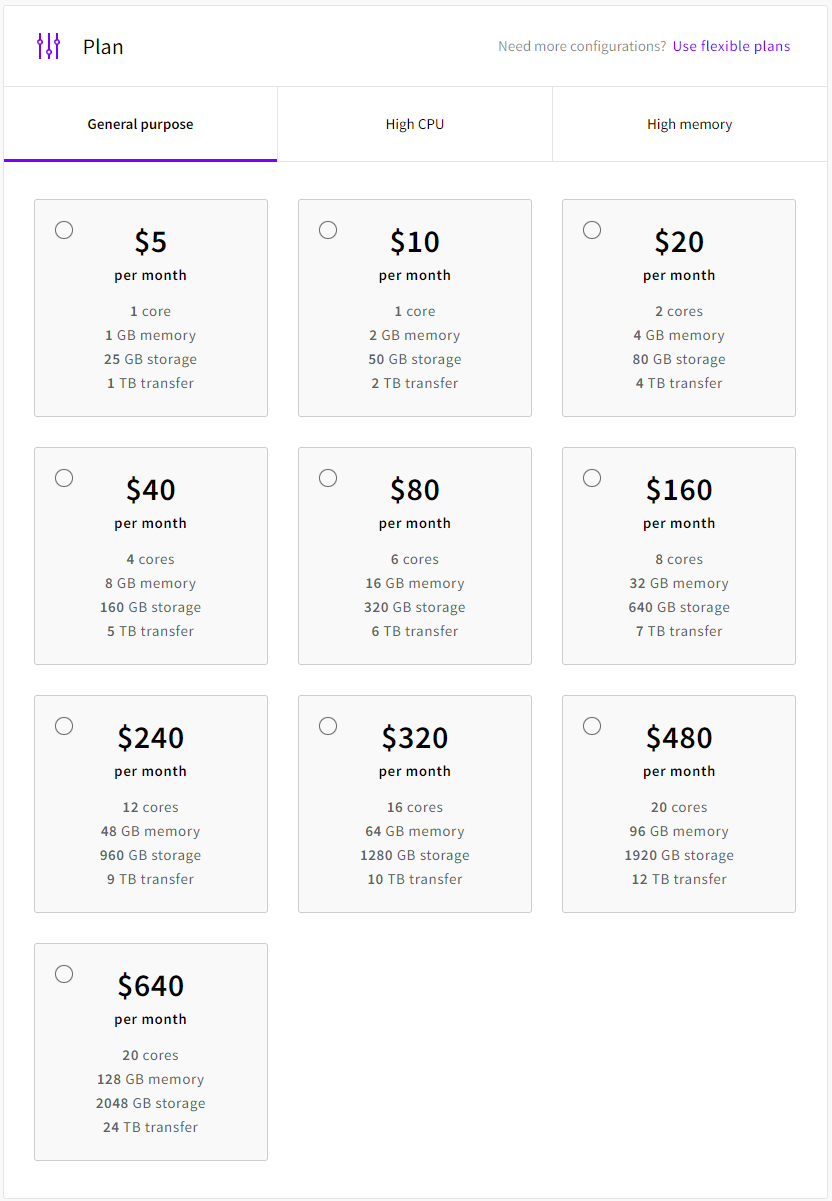 Plan
Need more configurations? Use flexible plans
General purpose
High CPU
High memory
$5
per month
1 core
1 GB memory
25 GB storage
1 TB transfer
$10
per month
1 core
2 GB memory
50 GB storage
2 TB transfer
$20
per month
2 cores
4 GB memory
80 GB storage
4 TB transfer
$40
per month
4 cores
8 GB memory
160 GB storage
5 TB transfer
$80
per month
6 cores
16 GB memory
320 GB storage
6 TB transfer
$160
per month
8 cores
32 GB memory
640 GB storage
7 TB transfer
$240
per month
12 cores
48 GB memory
960 GB storage
9 TB transfer
$320
per month
16 cores
64 GB memory
1280 GB storage
10 TB transfer
$480
per month
20 cores
96 GB memory
1920 GB storage
12 TB transfer
$640
per month
20 cores
128 GB memory
2048 GB storage
24 TB transfer